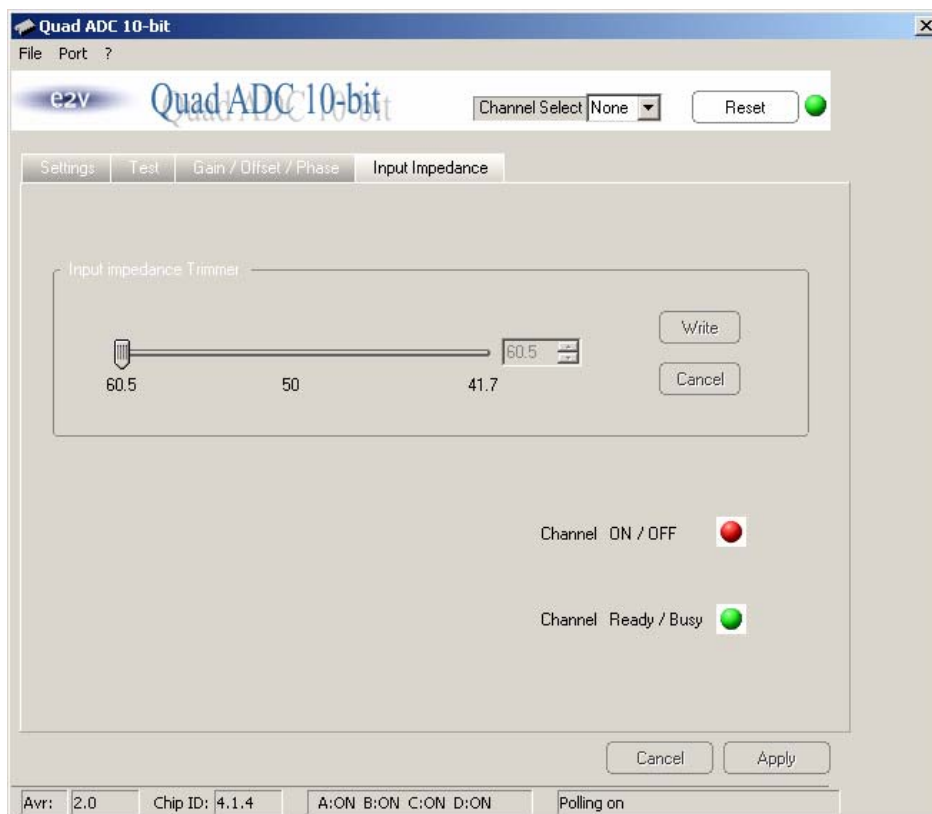 Quad ADC 10-bit
File Port ?
e2v Quad ADC 10-bit Channel Select None Reset
Settings Test Gain / Offset / Phase Input Impedance
Input impedance Trimmer
60.5
Write
60.5 50 41.7
Cancel
Channel ON / OFF
Channel Ready / Busy
Cancel Apply
Avr: 2.0 Chip ID: 4.1.4 A:ON B:ON C:ON D:ON Polling on